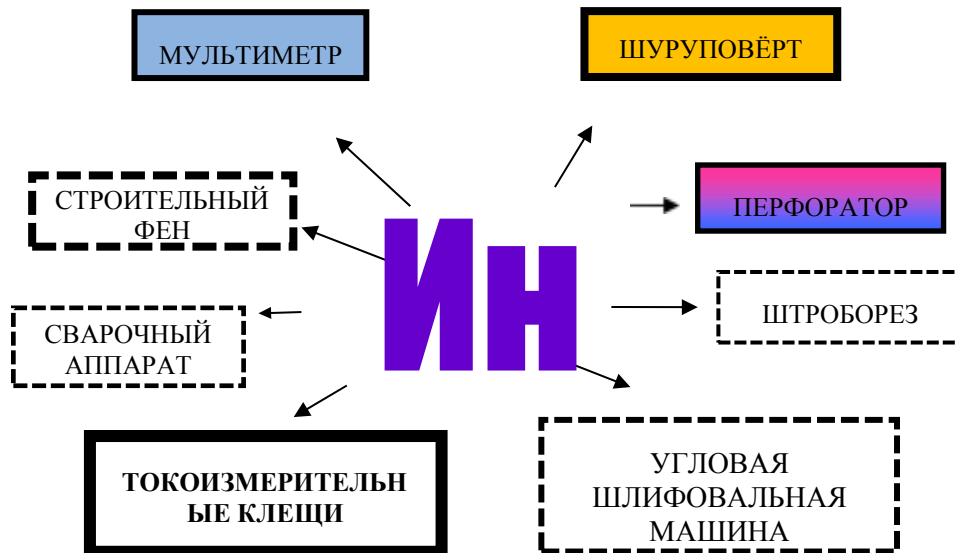 МУЛЬТИМЕТР
ШУРУПОВЁРТ
СТРОИТЕЛЬНЫЙ
ФЕН
ПЕРФОРАТОР
Ин
СВАРОЧНЫЙ
АППАРАТ
ШТРОБОРЕЗ
ТОКОИЗМЕРИТЕЛЬН
ЫЕ КЛЕЩИ
УГЛОВАЯ
ШЛИФОВАЛЬНАЯ
МАШИНА